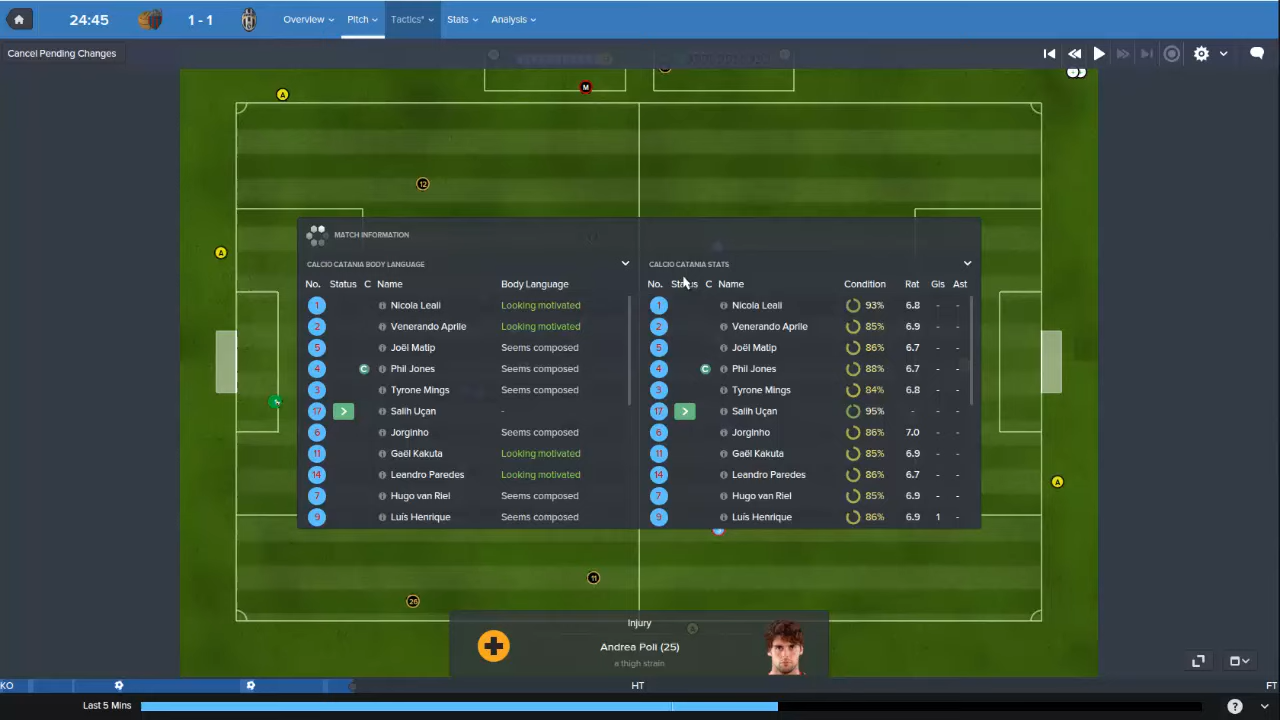 24:45 1 - 1 Overview Pitch Tactics* Stats Analysis
Cancel Pending Changes
M
A
12
A
MATCH INFORMATION
CALCIO CATANIA BODY LANGUAGE
No. Status C Name Body Language
1 Nicola Leali Looking motivated
2 Venerando Aprile Looking motivated
5 Joël Matip Seems composed
4 C Phil Jones Seems composed
3 Tyrone Mings Seems composed
17 Salih Uçan -
6 Jorginho Seems composed
11 Gaël Kakuta Looking motivated
14 Leandro Paredes Looking motivated
7 Hugo van Riel Seems composed
9 Luís Henrique Seems composed
CALCIO CATANIA STATS
No. Status C Name Condition Rat Gls Ast
1 Nicola Leali 93% 6.8 - -
2 Venerando Aprile 85% 6.9 - -
5 Joël Matip 86% 6.7 - -
4 C Phil Jones 88% 6.7 - -
3 Tyrone Mings 84% 6.8 - -
17 Salih Uçan 95% - - -
6 Jorginho 86% 7.0 - -
11 Gaël Kakuta 85% 6.9 - -
14 Leandro Paredes 86% 6.7 - -
7 Hugo van Riel 85% 6.9 - -
9 Luís Henrique 86% 6.9 1 -
A
11
26
Injury
A
Andrea Poli (25)
a thigh strain
KO HT FT
Last 5 Mins ?